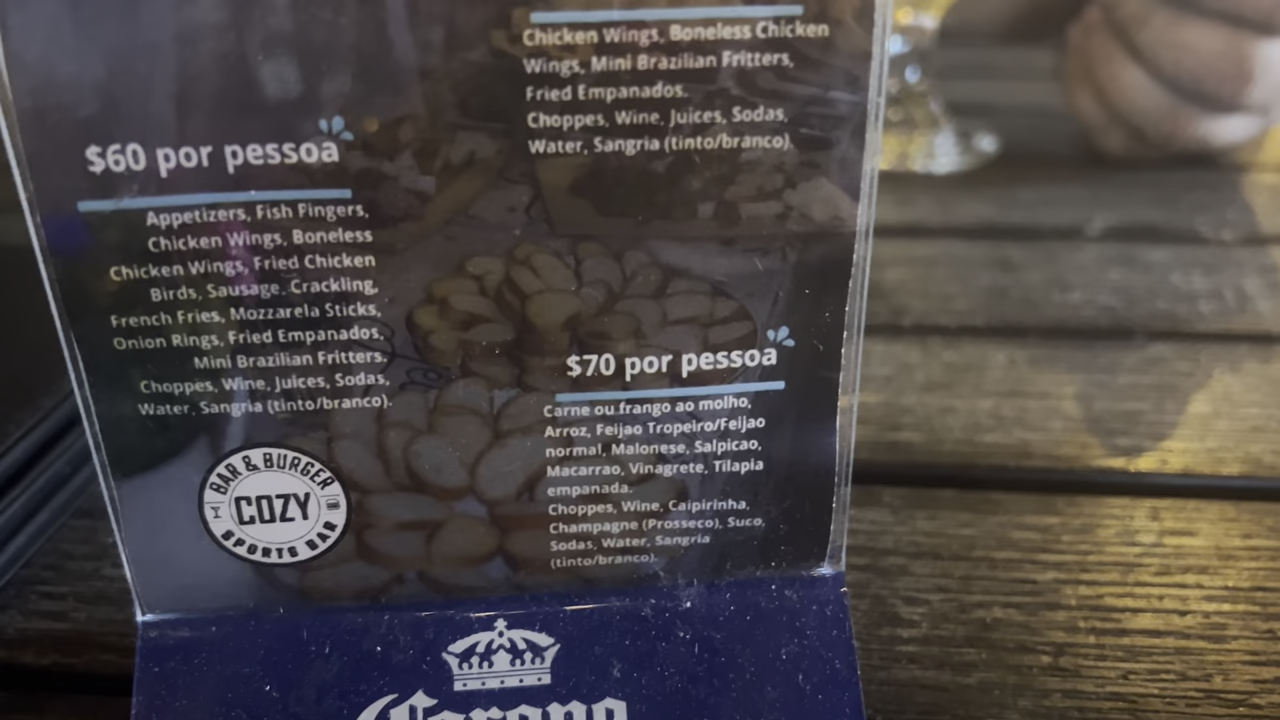 Chicken Wings, Boneless Chicken
Wings, Mini Brazilian Fritters,
Fried Empanados.
Choppes, Wine, Juices, Sodas,
Water, Sangria (tinto/branco).
$60 por pessoa
Appetizers, Fish Fingers,
Chicken Wings, Boneless
Chicken Wings, Fried Chicken
Birds, Sausage. Crackling,
French Fries, Mozzarela Sticks,
Onion Rings, Fried Empanados,
Mini Brazilian Fritters.
Choppes, Wine, Juices, Sodas,
Water, Sangria (tinto/branco).
$70 por pessoa
Carne ou frango ao molho,
Arroz, Feijao Tropeiro/Feijao
normal, Maionese, Salpicao,
Macarrao, Vinagrete, Tilapia
empanada.
Choppes, Wine, Caipirinha,
Champagne (Prosseco), Suco,
Sodas, Water, Sangria
(tinto/branco).
BAR & BURGER
COZY
SPORTS BAR
Corona